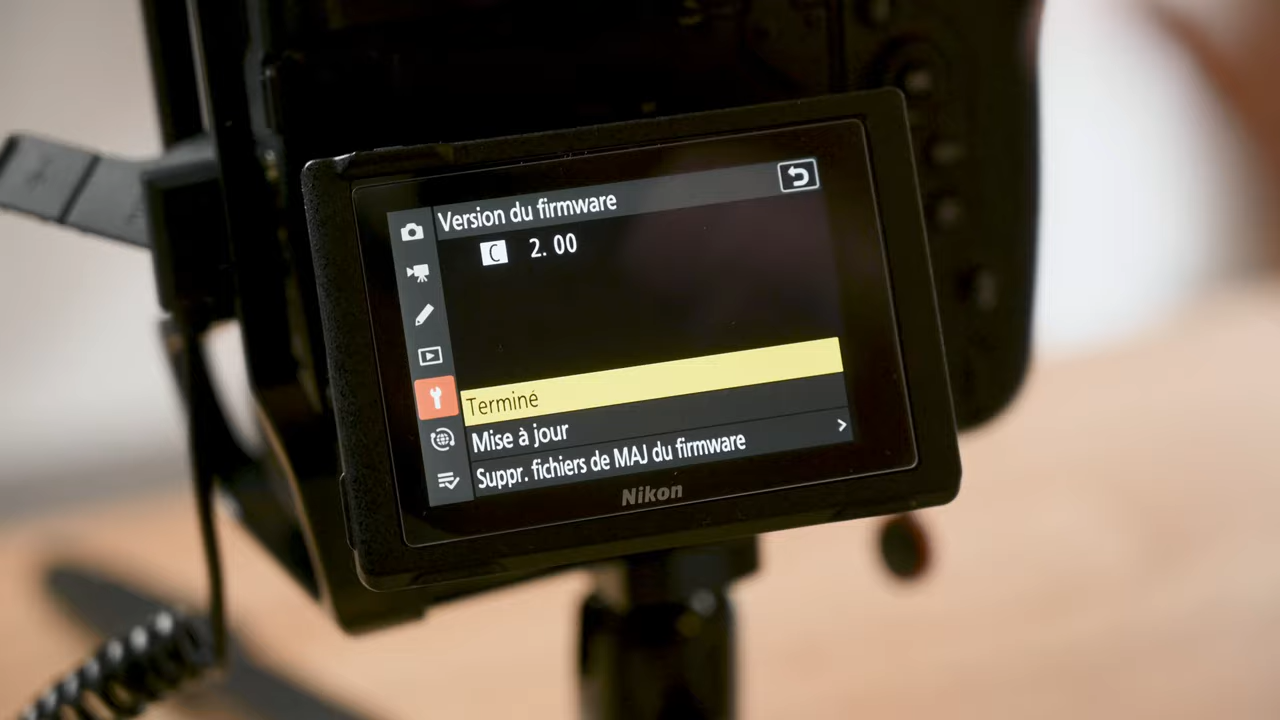 Version du firmware
C 2.00
Terminé
Mise à jour
Suppr. fichiers de MAJ du firmware
Nikon